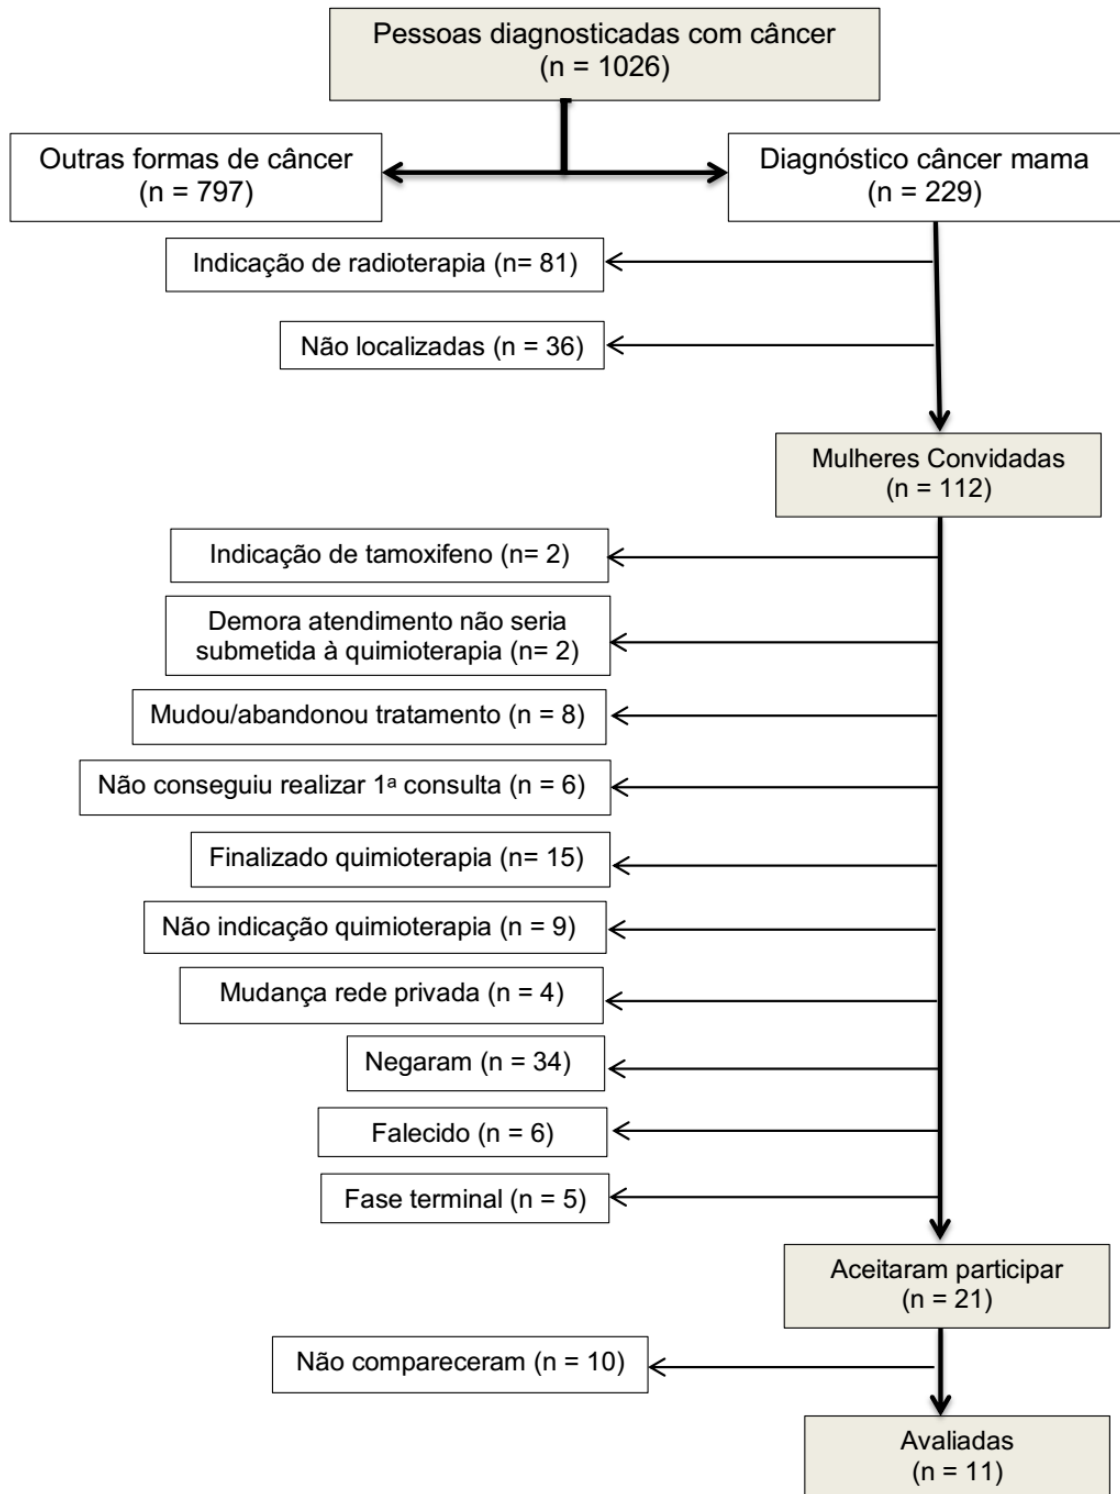 Pessoas diagnosticadas com câncer
(n = 1026)
Outras formas de câncer
(n = 797)
Diagnóstico câncer mama
(n = 229)
Indicação de radioterapia (n= 81)
Não localizadas (n = 36)
Mulheres Convidadas
(n = 112)
Indicação de tamoxifeno (n= 2)
Demora atendimento não seria
submetida à quimioterapia (n= 2)
Mudou/abandonou tratamento (n = 8)
Não conseguiu realizar 1ª consulta (n = 6)
Finalizado quimioterapia (n= 15)
Não indicação quimioterapia (n = 9)
Mudança rede privada (n = 4)
Negaram (n = 34)
Falecido (n = 6)
Fase terminal (n = 5)
Aceitaram participar
(n = 21)
Não compareceram (n = 10)
Avaliadas
(n = 11)